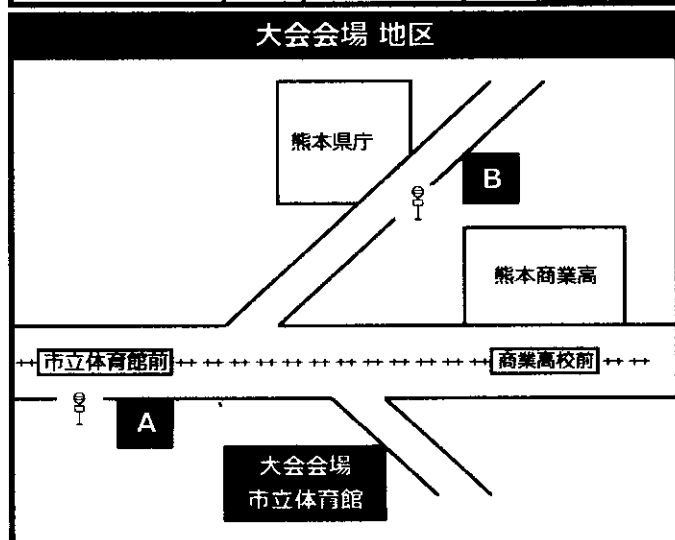 大会会場 地区
熊本県庁
B
熊本商業高
市立体育館前
商業高校前
A
大会会場
市立体育館